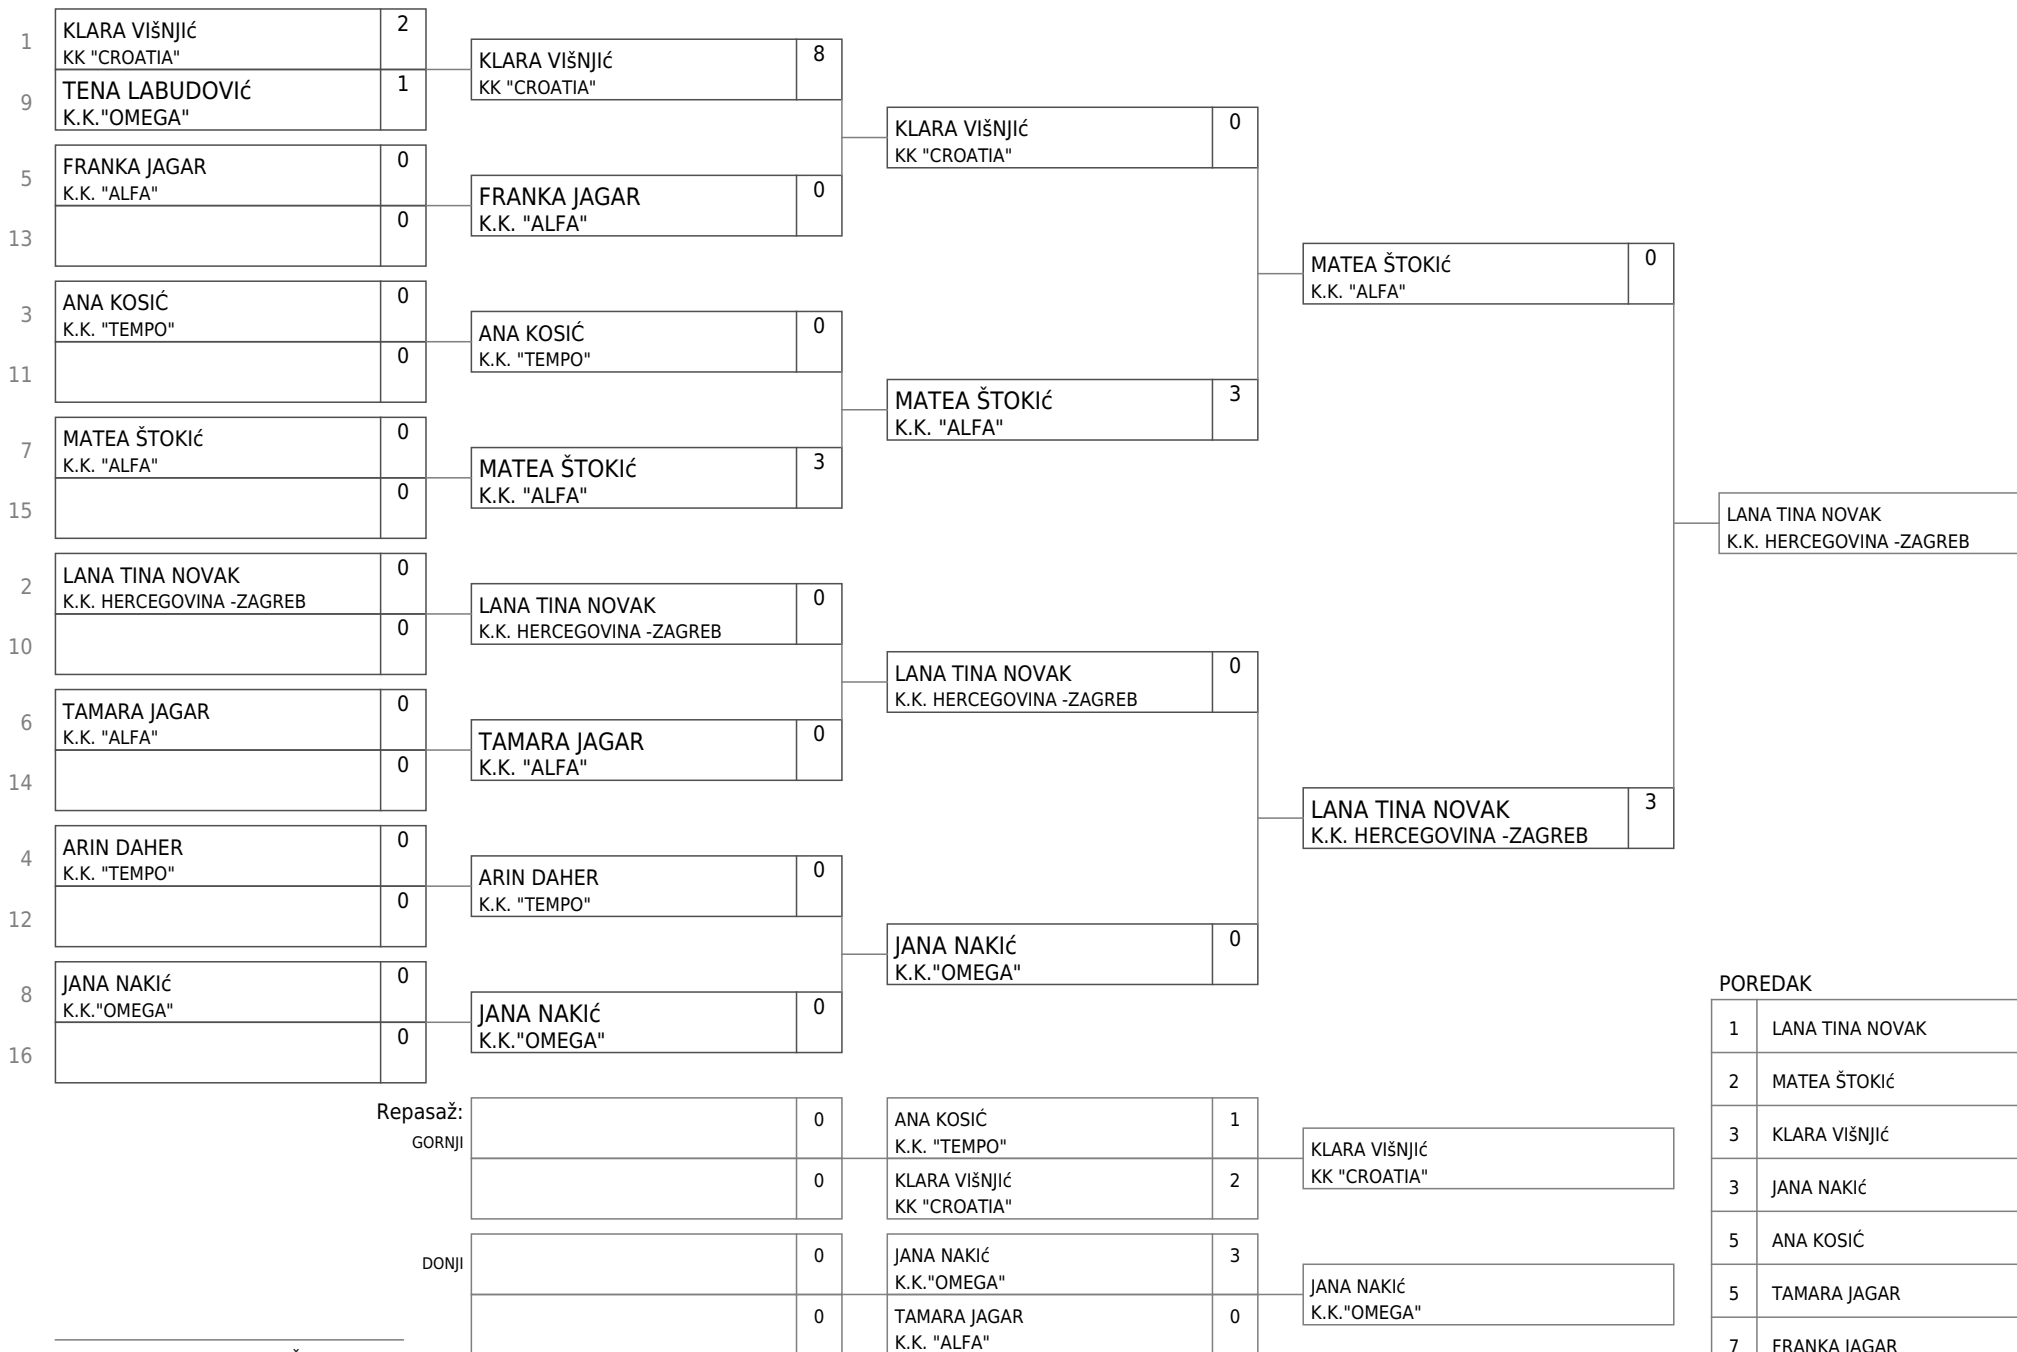 1
KLARA VIšNJIć
KK "CROATIA"
2
9
TENA LABUDOVIć
K.K."OMEGA"
1
5
FRANKA JAGAR
K.K. "ALFA"
0
13
0
3
ANA KOSIĆ
K.K. "TEMPO"
0
11
0
7
MATEA ŠTOKIć
K.K. "ALFA"
0
15
0
2
LANA TINA NOVAK
K.K. HERCEGOVINA -ZAGREB
0
10
0
6
TAMARA JAGAR
K.K. "ALFA"
0
14
0
4
ARIN DAHER
K.K. "TEMPO"
0
12
0
8
JANA NAKIć
K.K."OMEGA"
0
16
0
KLARA VIšNJIć
KK "CROATIA"
8
FRANKA JAGAR
K.K. "ALFA"
0
ANA KOSIĆ
K.K. "TEMPO"
0
MATEA ŠTOKIć
K.K. "ALFA"
3
LANA TINA NOVAK
K.K. HERCEGOVINA -ZAGREB
0
TAMARA JAGAR
K.K. "ALFA"
0
ARIN DAHER
K.K. "TEMPO"
0
JANA NAKIć
K.K."OMEGA"
0
KLARA VIšNJIć
KK "CROATIA"
0
MATEA ŠTOKIć
K.K. "ALFA"
3
LANA TINA NOVAK
K.K. HERCEGOVINA -ZAGREB
0
JANA NAKIć
K.K."OMEGA"
0
MATEA ŠTOKIć
K.K. "ALFA"
0
LANA TINA NOVAK
K.K. HERCEGOVINA -ZAGREB
3
LANA TINA NOVAK
K.K. HERCEGOVINA -ZAGREB
Repasaž:
GORNJI
0
0
ANA KOSIĆ
K.K. "TEMPO"
1
KLARA VIšNJIć
KK "CROATIA"
2
KLARA VIšNJIć
KK "CROATIA"
DONJI
0
0
JANA NAKIć
K.K."OMEGA"
3
TAMARA JAGAR
K.K. "ALFA"
0
JANA NAKIć
K.K."OMEGA"
POREDAK
1 LANA TINA NOVAK
2 MATEA ŠTOKIć
3 KLARA VIšNJIć
3 JANA NAKIć
5 ANA KOSIĆ
5 TAMARA JAGAR
7 FRANKA JAGAR